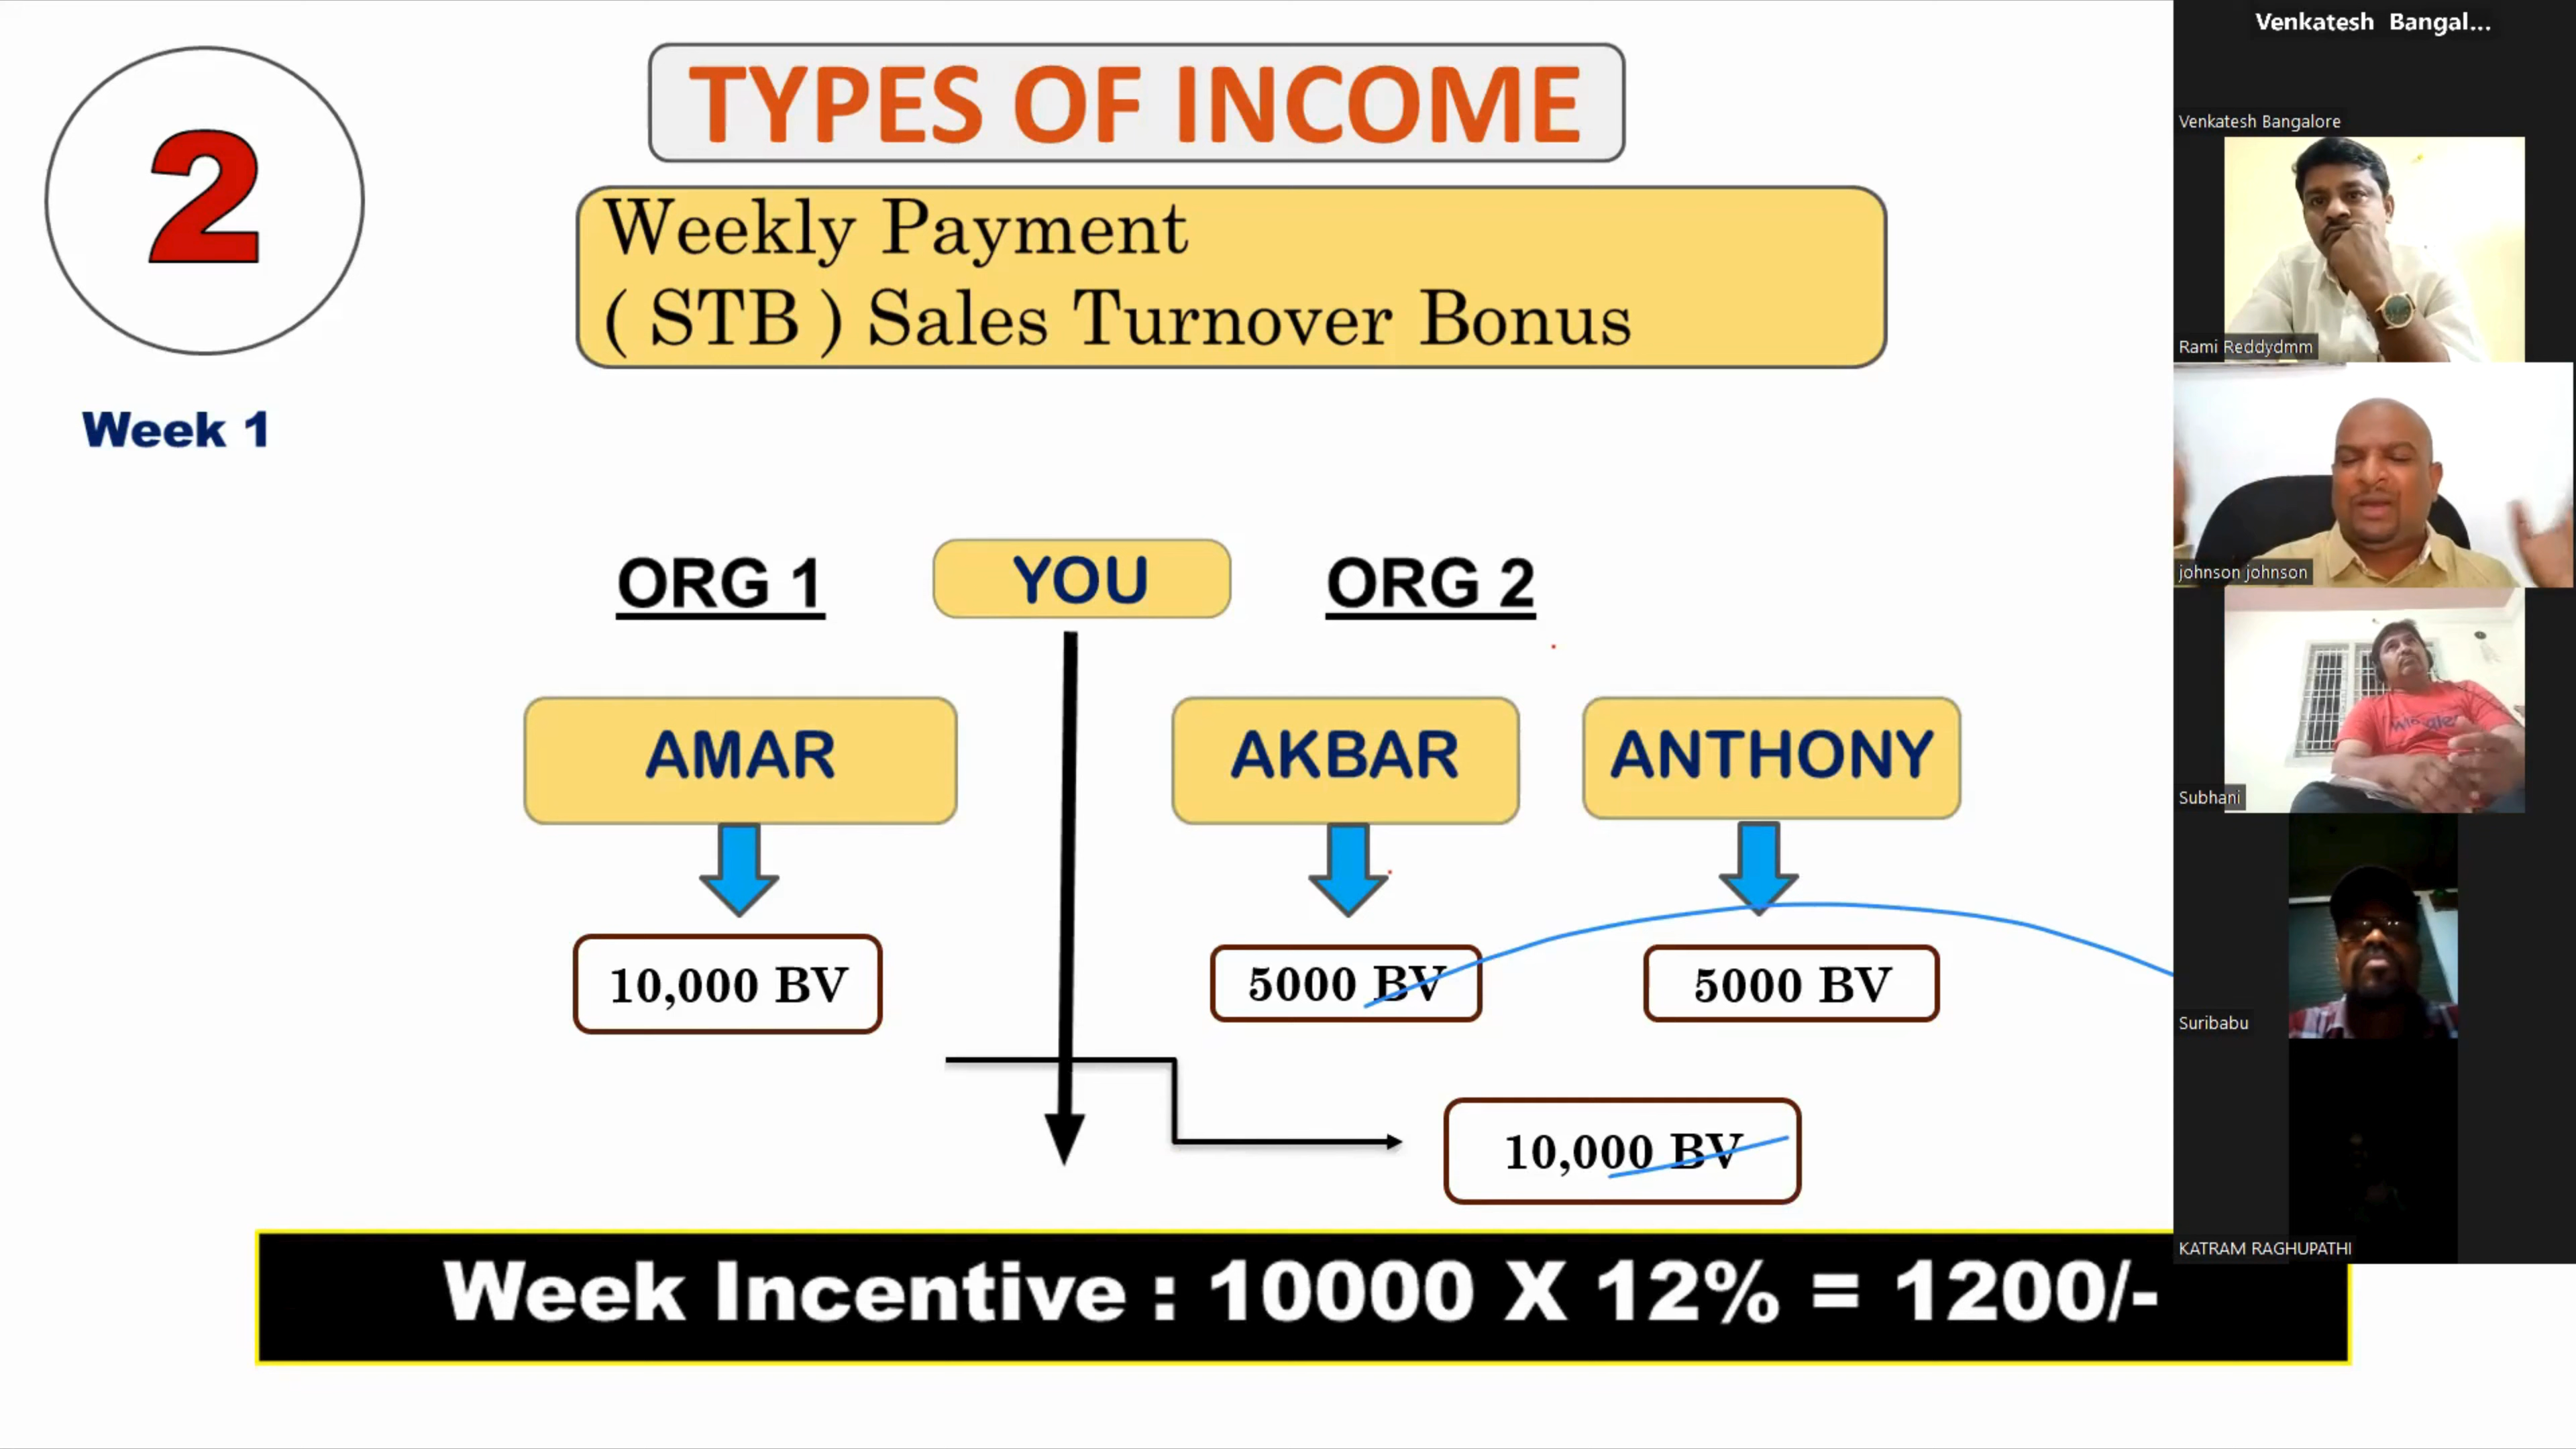 2
TYPES OF INCOME
Weekly Payment
( STB ) Sales Turnover Bonus
Week 1
ORG 1
YOU
ORG 2
AMAR
AKBAR
ANTHONY
10,000 BV
5000 BV
5000 BV
10,000 BV
Week Incentive : 10000 X 12% = 1200/-
Venkatesh Bangal...
Venkatesh Bangalore
Rami Reddydmm
johnson johnson
Subhani
Suribabu
KATRAM RAGHUPATHI